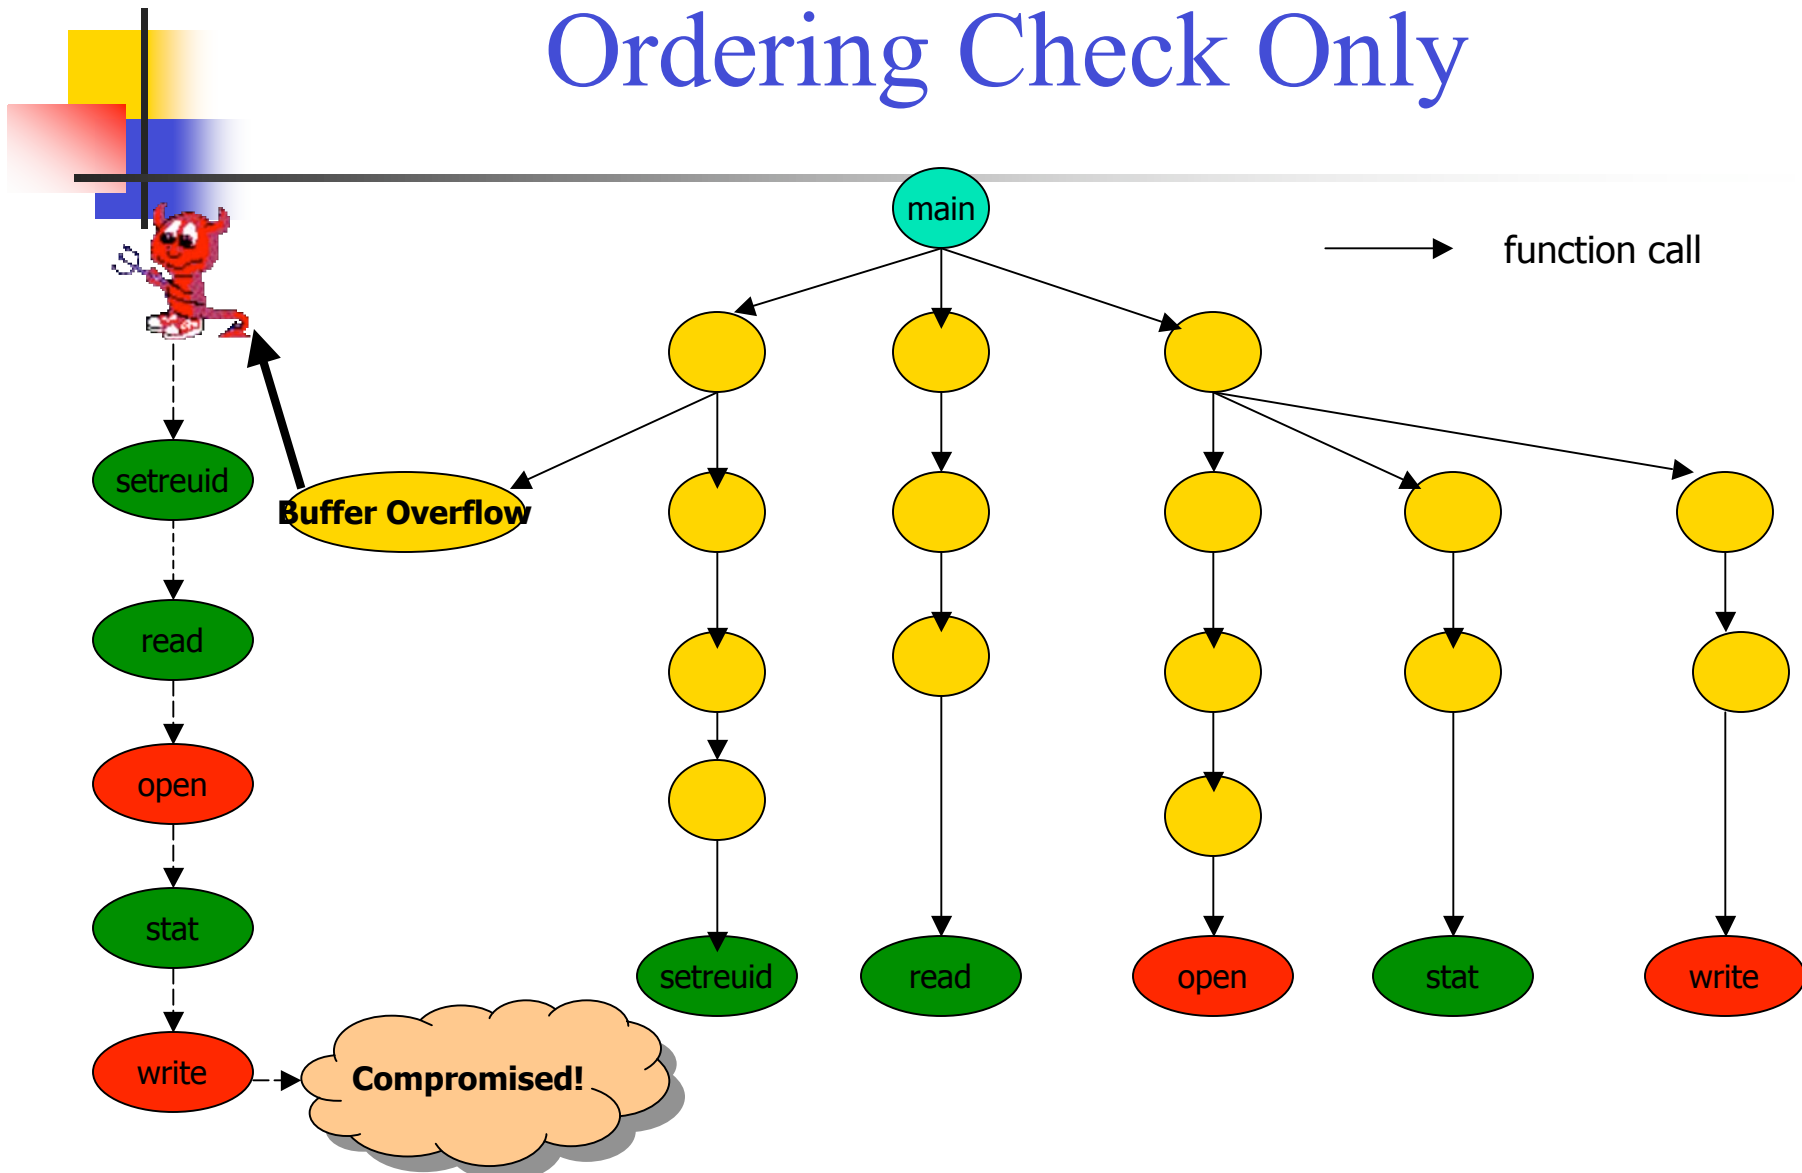 Ordering Check Only
main
function call
setreuid
Buffer Overflow
read
open
stat
setreuid
read
open
stat
write
write
Compromised!